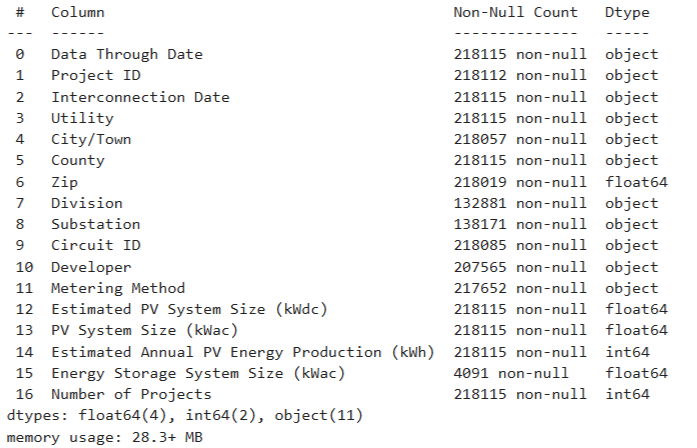 #   Column                                      Non-Null Count   Dtype
---  ------                                      --------------   -----
 0   Data Through Date                           218115 non-null  object
 1   Project ID                                  218112 non-null  object
 2   Interconnection Date                        218115 non-null  object
 3   Utility                                     218115 non-null  object
 4   City/Town                                   218057 non-null  object
 5   County                                      218115 non-null  object
 6   Zip                                         218019 non-null  float64
 7   Division                                    132881 non-null  object
 8   Substation                                  138171 non-null  object
 9   Circuit ID                                  218085 non-null  object
 10  Developer                                   207565 non-null  object
 11  Metering Method                             217652 non-null  object
 12  Estimated PV System Size (kWdc)             218115 non-null  float64
 13  PV System Size (kWac)                       218115 non-null  float64
 14  Estimated Annual PV Energy Production (kWh)  218115 non-null  int64
 15  Energy Storage System Size (kWac)           4091 non-null    float64
 16  Number of Projects                          218115 non-null  int64
dtypes: float64(4), int64(2), object(11)
memory usage: 28.3+ MB